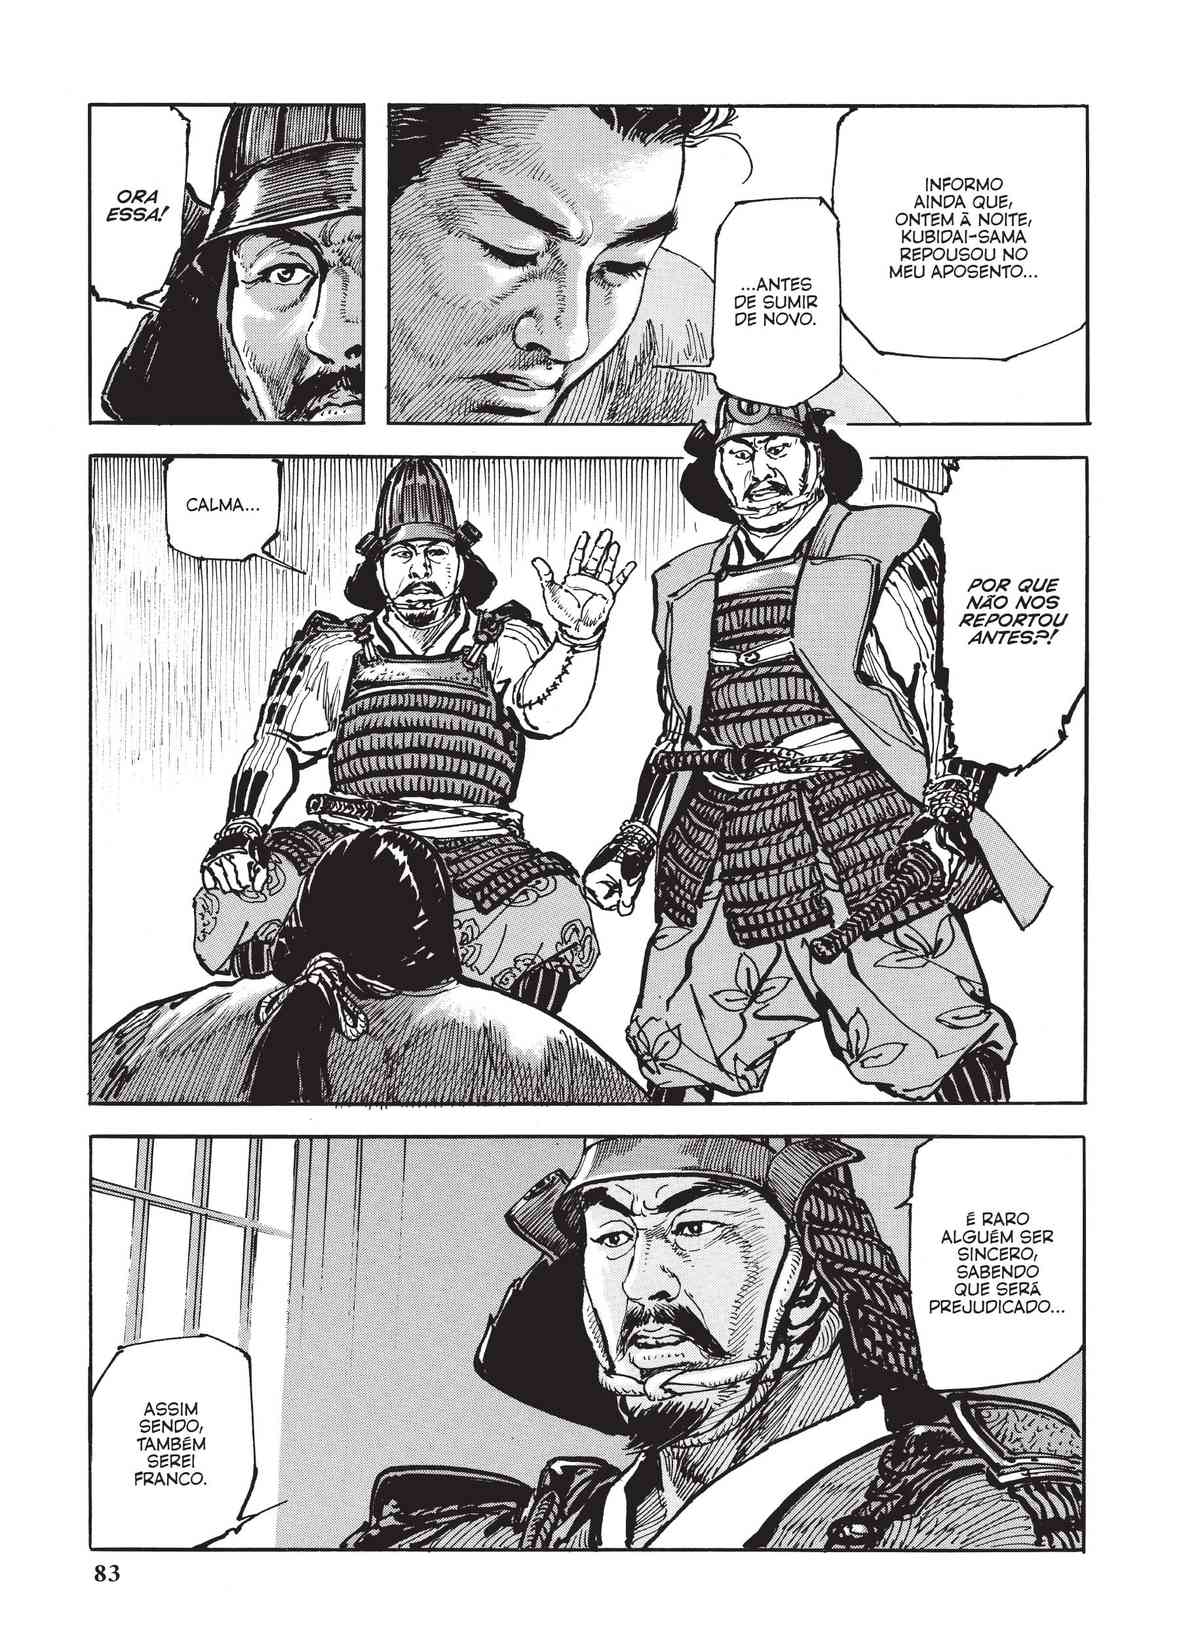 INFORMO
AINDA QUE,
ONTEM À NOITE,
KUBIDAI-SAMA
REPOUSOU NO
MEU APOSENTO...
...ANTES
DE SUMIR
DE NOVO.
ORA
ESSA!
POR QUE
NÃO NOS
REPORTOU
ANTES?!
CALMA...
É RARO
ALGUÉM SER
SINCERO,
SABENDO
QUE SERÁ
PREJUDICADO...
ASSIM
SENDO,
TAMBÉM
SEREI
FRANCO.
83